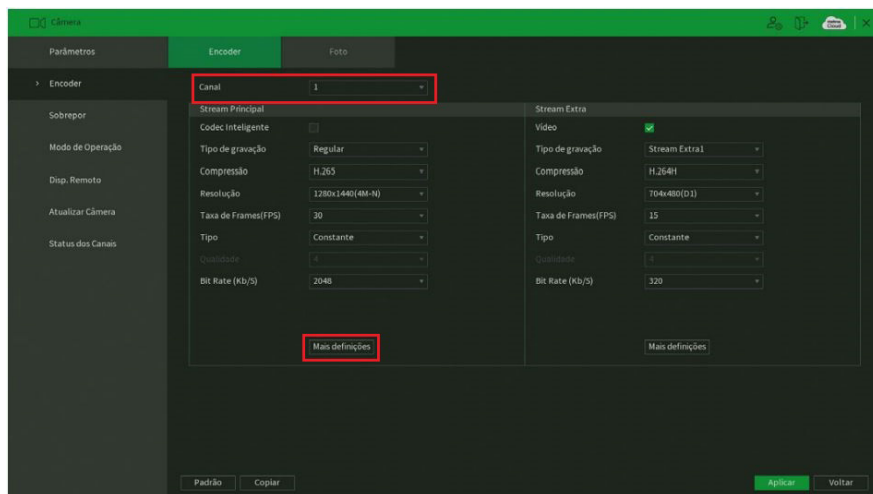 Câmera
Parâmetros
Encoder
Foto
> Encoder
Canal 1
Sobrepor
Stream Principal
Stream Extra
Codec Inteligente
Vídeo
Modo de Operação
Tipo de gravação Regular
Tipo de gravação Stream Extra1
Compressão H.265
Compressão H.264H
Disp. Remoto
Resolução 1280x1440(4M-N)
Resolução 704x480(D1)
Atualizar Câmera
Taxa de Frames(FPS) 30
Taxa de Frames(FPS) 15
Status dos Canais
Tipo Constante
Tipo Constante
Qualidade 4
Qualidade 4
Bit Rate (Kb/S) 2048
Bit Rate (Kb/S) 320
Mais definições
Mais definições
Padrão
Copiar
Aplicar
Voltar